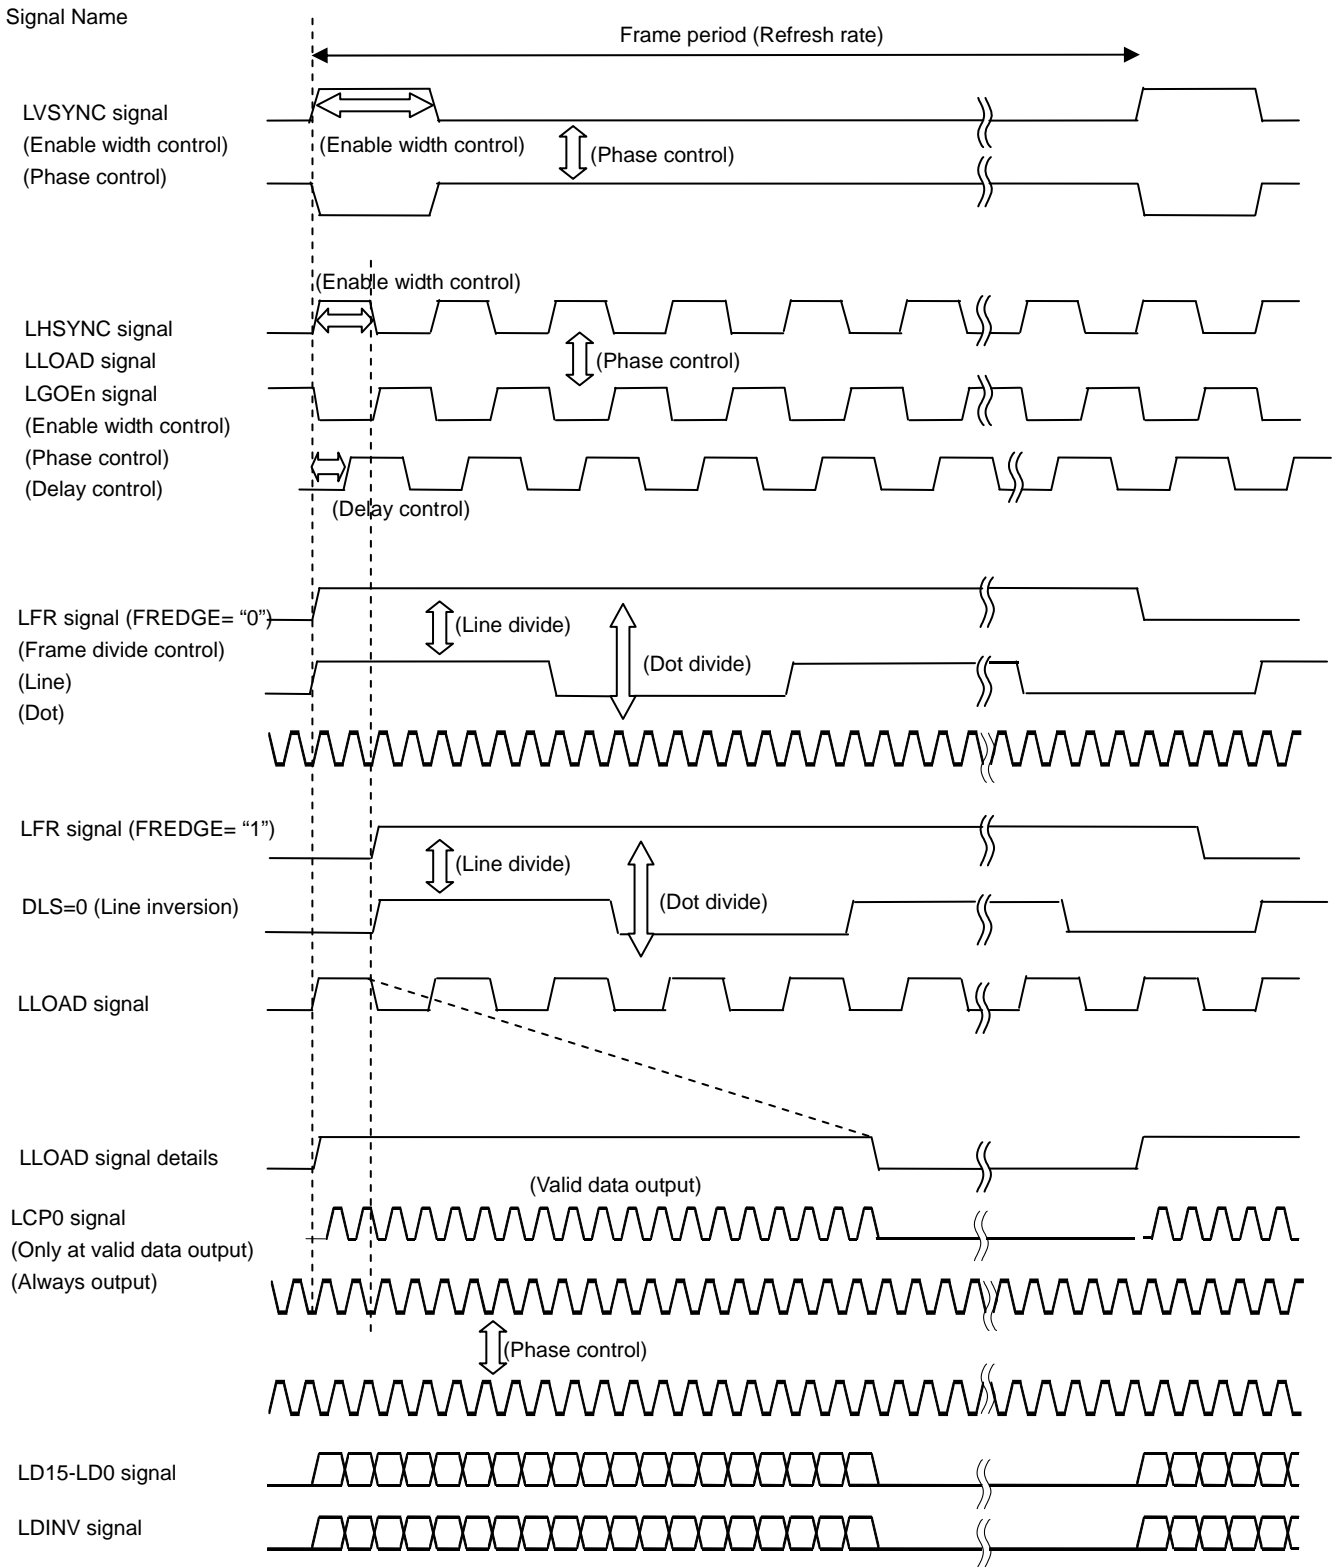 Signal Name
Frame period (Refresh rate)
LVSYNC signal
(Enable width control)
(Phase control)
(Enable width control)
(Phase control)
(Enable width control)
LHSYNC signal
LLOAD signal
LGOEn signal
(Enable width control)
(Phase control)
(Delay control)
(Phase control)
(Delay control)
LFR signal (FREDGE= “0”)
(Frame divide control)
(Line)
(Dot)
(Line divide)
(Dot divide)
LFR signal (FREDGE= “1”)
(Line divide)
DLS=0 (Line inversion)
(Dot divide)
LLOAD signal
LLOAD signal details
(Valid data output)
LCP0 signal
(Only at valid data output)
(Always output)
(Phase control)
LD15-LD0 signal
LDINV signal